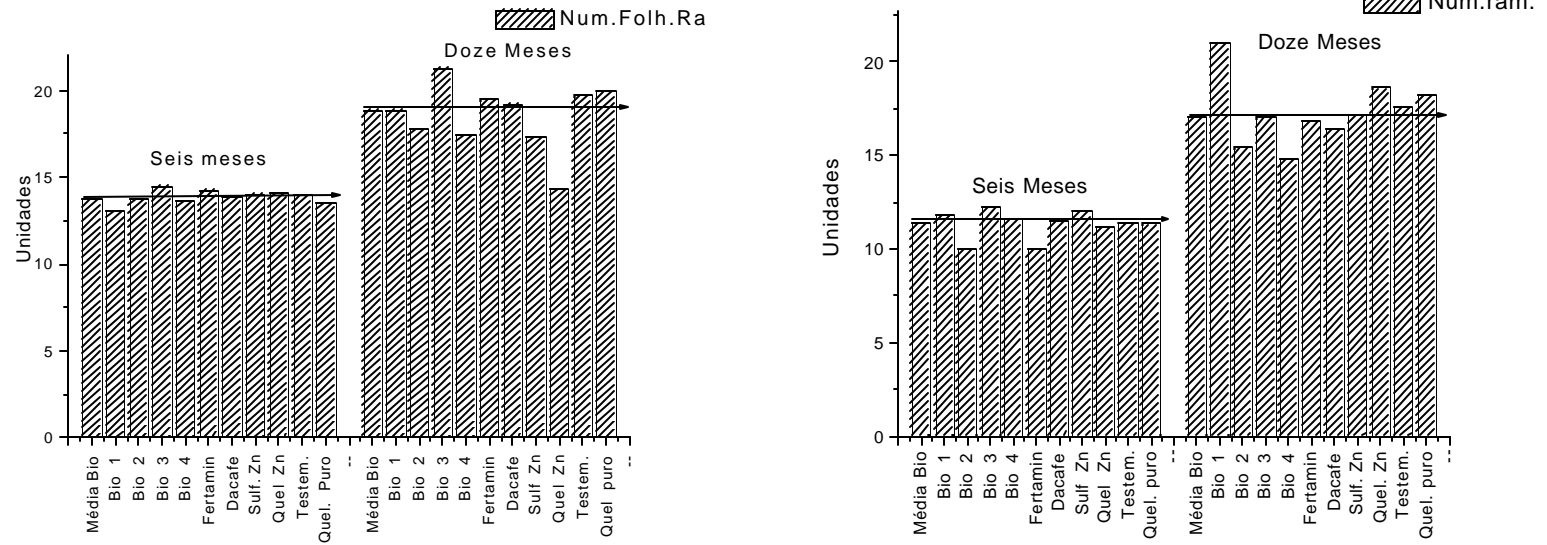 Num.Folh.Ra
Doze Meses
Seis meses
Unidades
20
15
10
5
0
Média Bio
Bio 1
Bio 2
Bio 3
Bio 4
Fertamin
Dacafe
Sulf. Zn
Quel Zn
Testem.
Quel. Puro
--
Média Bio
Bio 1
Bio 2
Bio 3
Bio 4
Fertamin
Dacafe
Sulf Zn
Quel Zn
Testem.
Quel puro
--
Num.ram.
Doze Meses
Seis Meses
Unidades
20
15
10
5
0
Média Bio
Bio 1
Bio 2
Bio 3
Bio 4
Fertamin
Dacafe
Sulf Zn
Quel Zn
Testem.
Quel. puro
--
Média Bio
Bio 1
Bio 2
Bio 3
Bio 4
Fertamin
Dacafe
Sulf. Zn
Quel. Zn
Testem.
Quel. puro
--